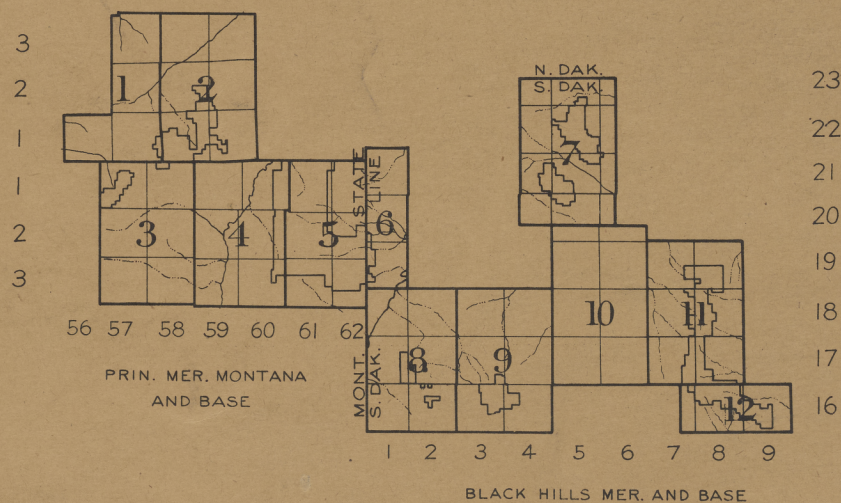 3
2
1
1
2
3
1
2
3
4
5
6
STATE LINE
56 57 58 59 60 61 62
PRIN. MER. MONTANA
AND BASE
N. DAK.
S. DAK.
7
8
9
10
11
12
MONT.
S. DAK.
23
22
21
20
19
18
17
16
1 2 3 4 5 6 7 8 9
BLACK HILLS MER. AND BASE